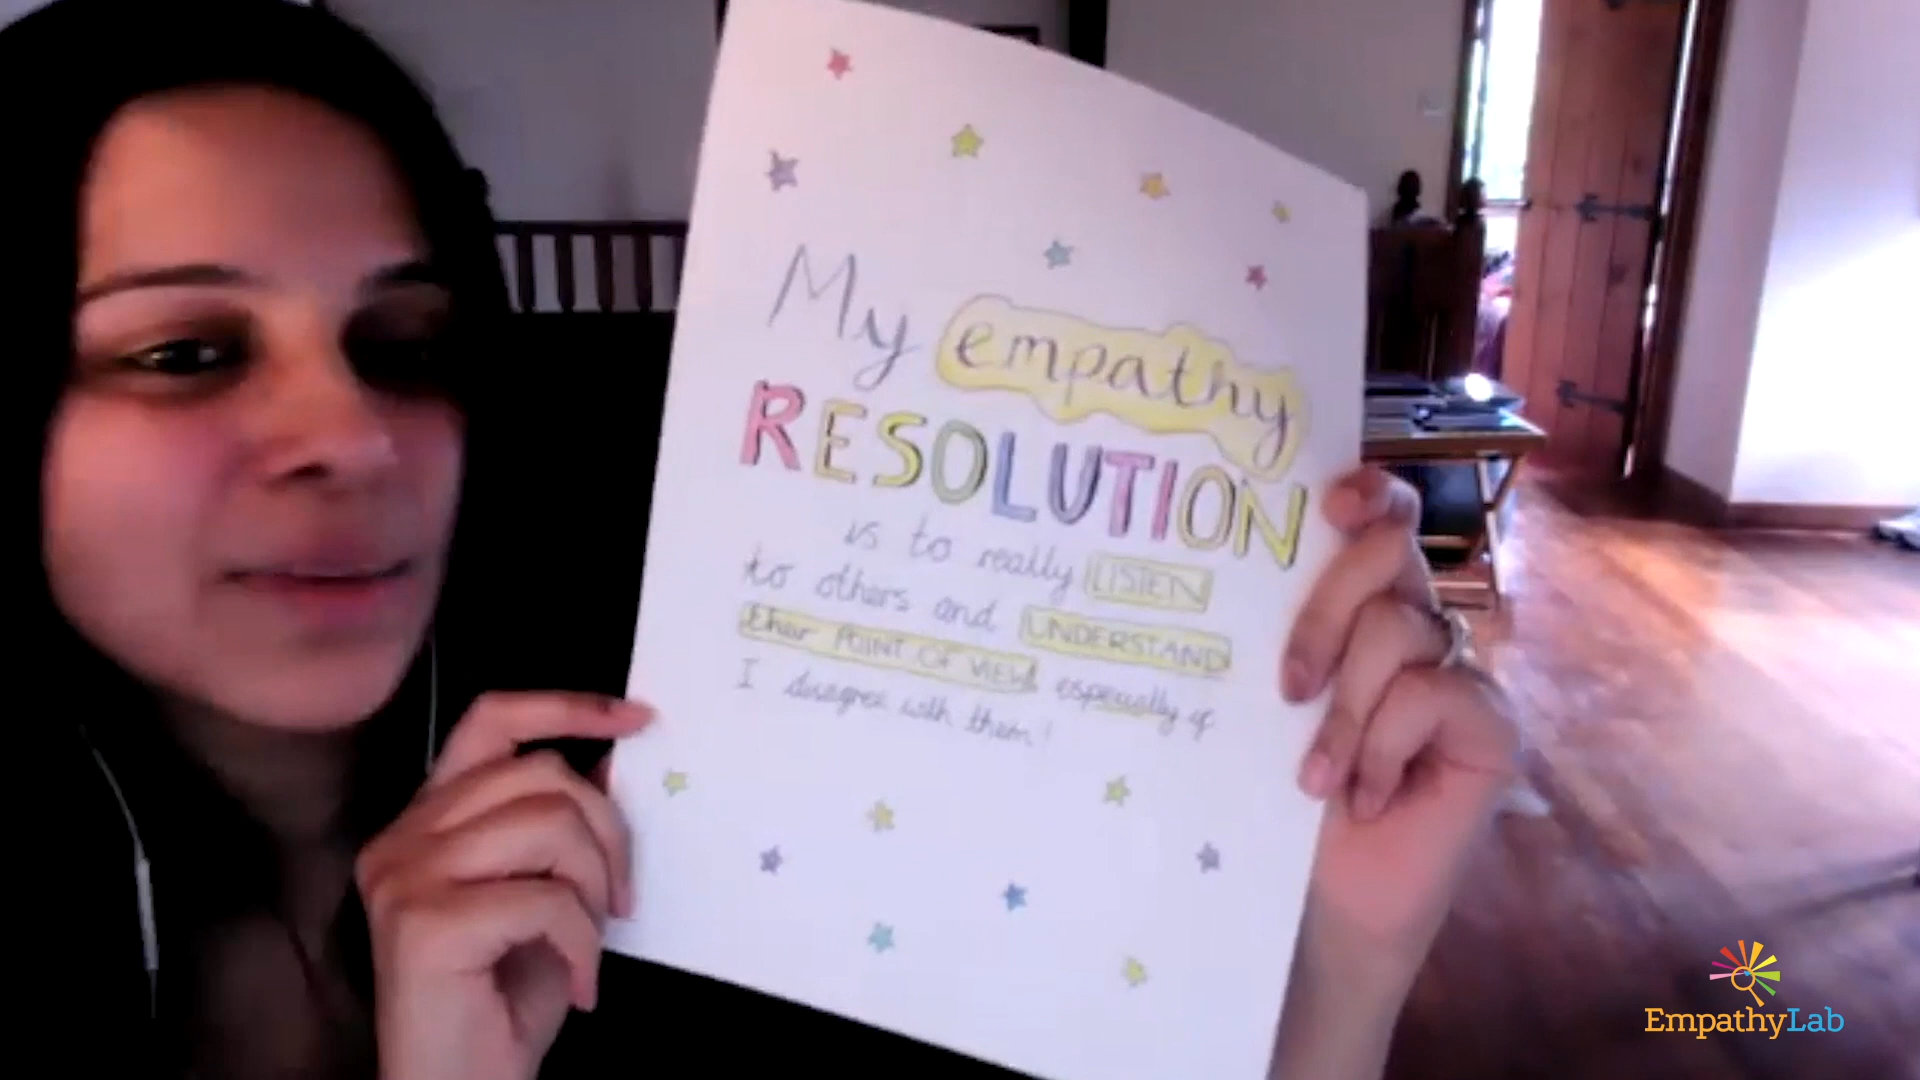 My empathy
RESOLUTION
is to really LISTEN
to others and UNDERSTAND
their POINT OF VIEW especially if
I disagree with them!
EmpathyLab